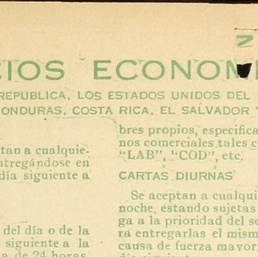 CIOS ECONOM
REPUBLICA, LOS ESTADOS UNIDOS DEL
ONDURAS, COSTA RICA, EL SALVADOR Y
tan a cualquie-
ntregándose en
día siguiente a
del día o de la
siguiente a la
de 24 horas
bres propios, especifica
nos comerciales tales c
"LAB", "COD", etc.
CARTAS DIURNAS
Se aceptan a cualqui
noche, estando sujetas
ga a la prioridad del se
ra entregarlas el mism
causa de fuerza mayor
N